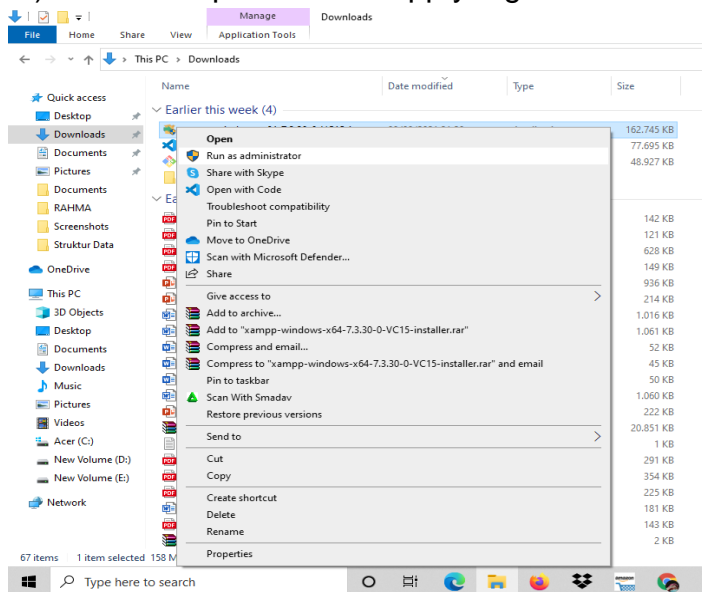 Manage
Downloads
File
Home
Share
View
Application Tools
This PC > Downloads
Name
Date modified
Type
Size
Quick access
Desktop
Downloads
Documents
Pictures
Documents
RAHMA
Screenshots
Struktur Data
OneDrive
This PC
3D Objects
Desktop
Documents
Downloads
Music
Pictures
Videos
Acer (C:)
New Volume (D:)
New Volume (E:)
Network
Earlier this week (4)
Ea
Open
Run as administrator
Share with Skype
Open with Code
Troubleshoot compatibility
Pin to Start
Move to OneDrive
Scan with Microsoft Defender...
Share
Give access to
Add to archive...
Add to "xampp-windows-x64-7.3.30-0-VC15-installer.rar"
Compress and email...
Compress to "xampp-windows-x64-7.3.30-0-VC15-installer.rar" and email
Pin to taskbar
Scan With Smadav
Restore previous versions
Send to
Cut
Copy
Create shortcut
Delete
Rename
Properties
162.745 KB
77.695 KB
48.927 KB
142 KB
121 KB
628 KB
149 KB
936 KB
214 KB
1.016 KB
1.061 KB
52 KB
45 KB
50 KB
1.060 KB
222 KB
20.851 KB
1 KB
291 KB
354 KB
225 KB
181 KB
143 KB
2 KB
67 items
1 item selected
158 M
Type here to search